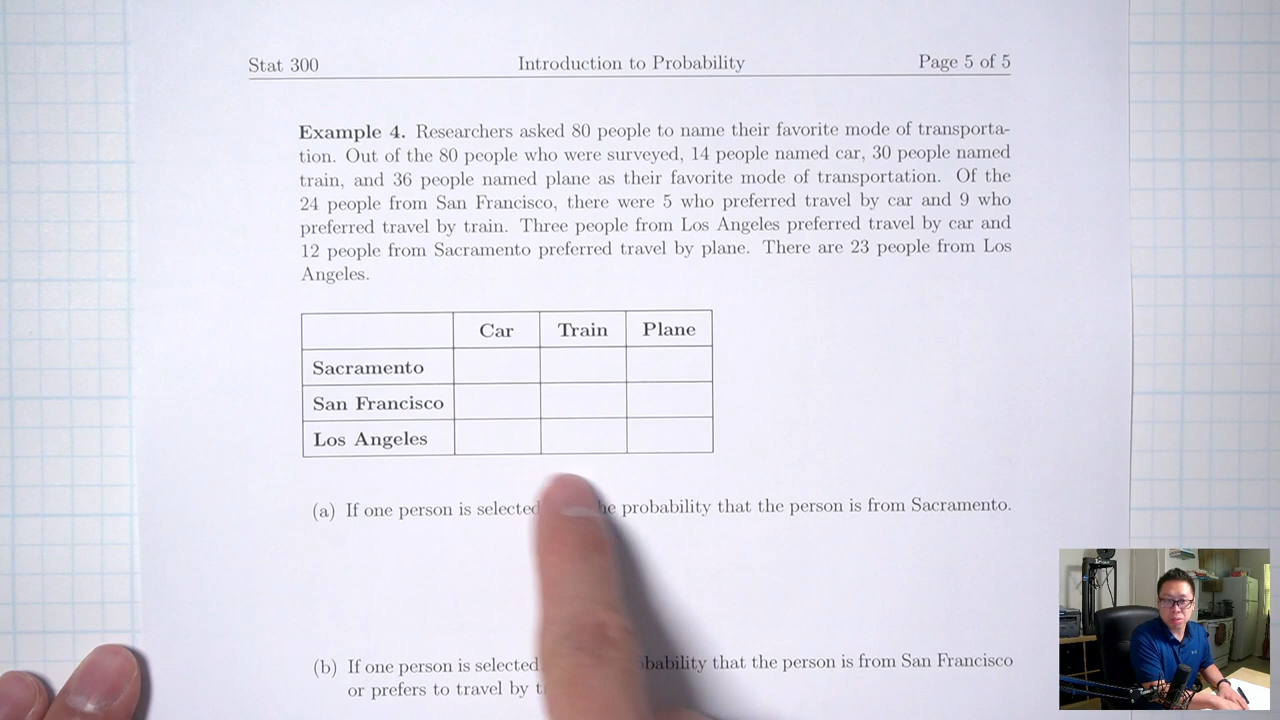 Stat 300 Introduction to Probability Page 5 of 5
Example 4. Researchers asked 80 people to name their favorite mode of transporta-
tion. Out of the 80 people who were surveyed, 14 people named car, 30 people named
train, and 36 people named plane as their favorite mode of transportation. Of the
24 people from San Francisco, there were 5 who preferred travel by car and 9 who
preferred travel by train. Three people from Los Angeles preferred travel by car and
12 people from Sacramento preferred travel by plane. There are 23 people from Los
Angeles.
Car Train Plane
Sacramento
San Francisco
Los Angeles
(a) If one person is selected probability that the person is from Sacramento.
(b) If one person is selected that the person is from San Francisco
or prefers to travel by